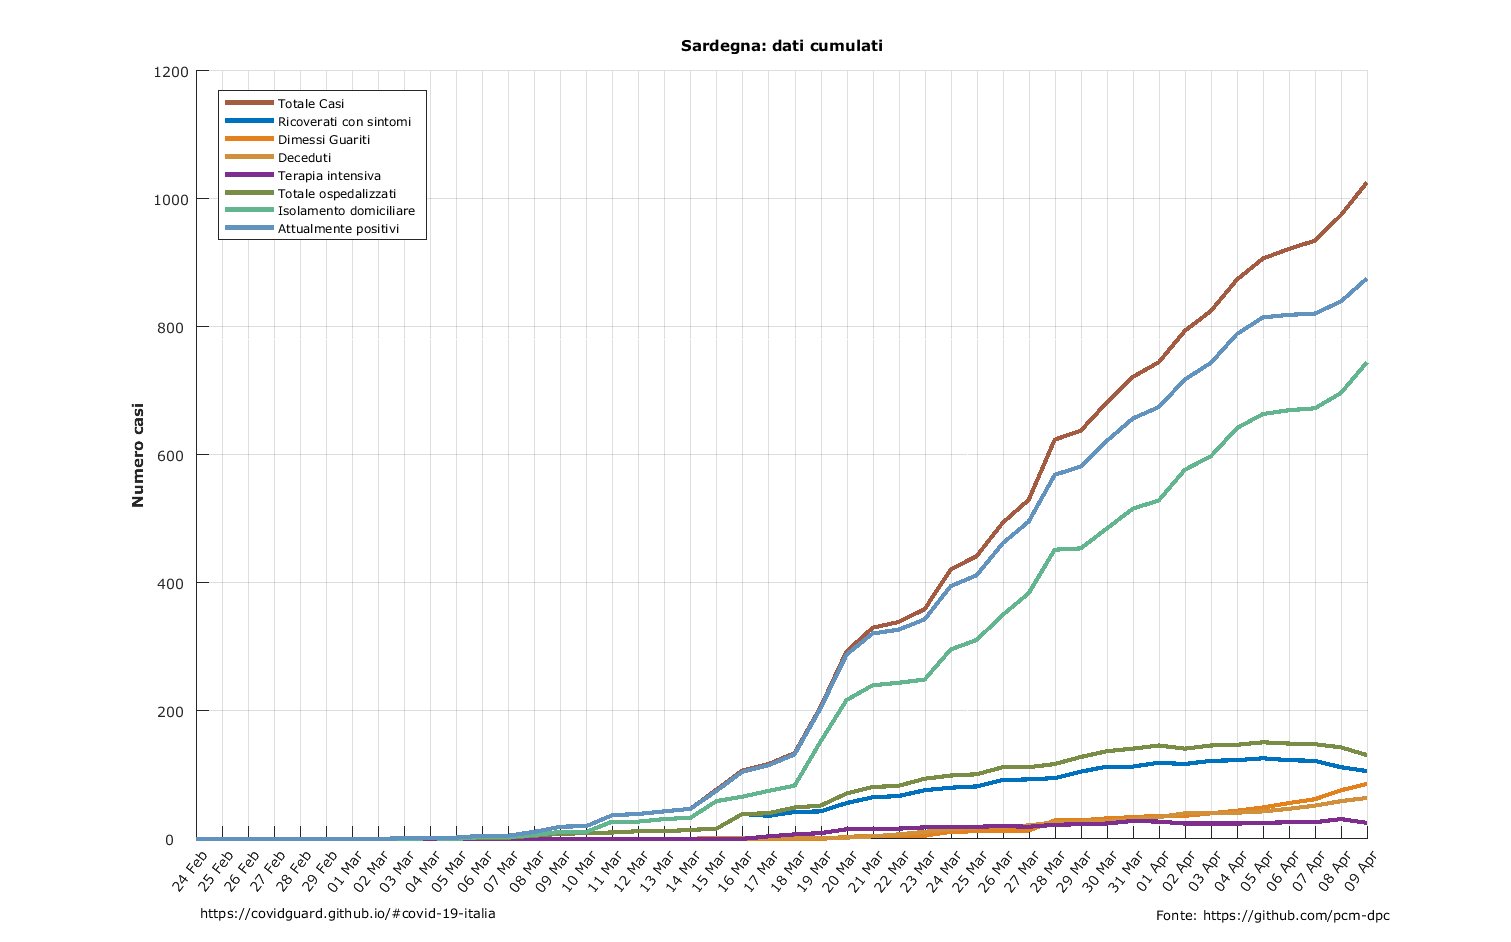 Sardegna: dati cumulati
1200
1000
800
600
400
200
0
Numero casi
Totale Casi
Ricoverati con sintomi
Dimessi Guariti
Deceduti
Terapia intensiva
Totale ospedalizzati
Isolamento domiciliare
Attualmente positivi
24 Feb
25 Feb
26 Feb
27 Feb
28 Feb
29 Feb
01 Mar
02 Mar
03 Mar
04 Mar
05 Mar
06 Mar
07 Mar
08 Mar
09 Mar
10 Mar
11 Mar
12 Mar
13 Mar
14 Mar
15 Mar
16 Mar
17 Mar
18 Mar
19 Mar
20 Mar
21 Mar
22 Mar
23 Mar
24 Mar
25 Mar
26 Mar
27 Mar
28 Mar
29 Mar
30 Mar
31 Mar
01 Apr
02 Apr
03 Apr
04 Apr
05 Apr
06 Apr
07 Apr
08 Apr
09 Apr
https://covidguard.github.io/#covid-19-italia
Fonte: https://github.com/pcm-dpc